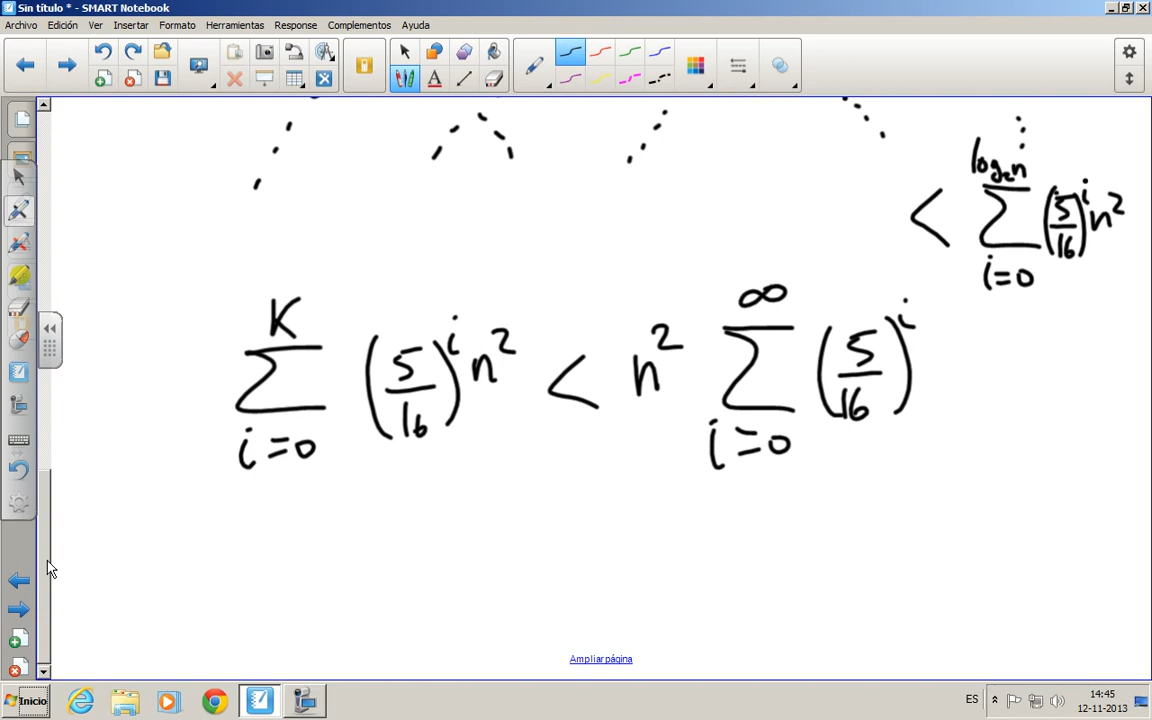 Sin título * - SMART Notebook
Archivo Edición Ver Insertar Formato Herramientas Response Complementos Ayuda
A
log₂n
< ∑ (5/16)^i n²
i=0
K ∞
∑ (5/16)^i n² < n² ∑ (5/16)^i
i=0 i=0
Ampliar página
Inicio ES 14:45
12-11-2013